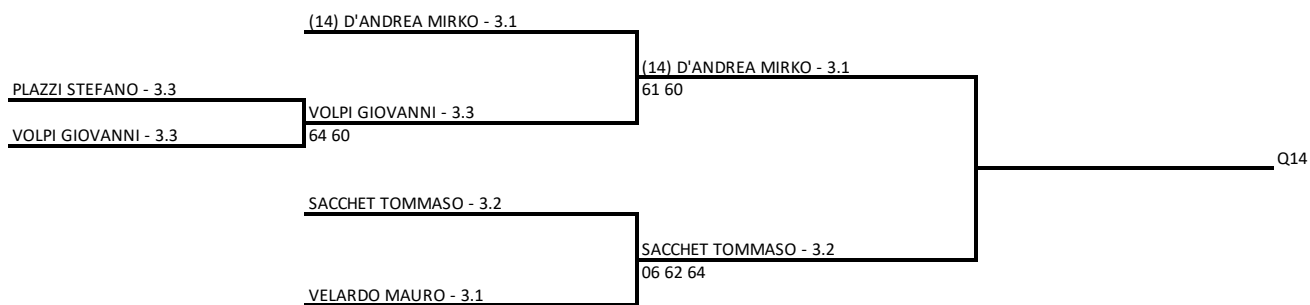 (14) D'ANDREA MIRKO - 3.1
(14) D'ANDREA MIRKO - 3.1
PLAZZI STEFANO - 3.3
61 60
VOLPI GIOVANNI - 3.3
VOLPI GIOVANNI - 3.3
64 60
Q14
SACCHET TOMMASO - 3.2
SACCHET TOMMASO - 3.2
06 62 64
VELARDO MAURO - 3.1